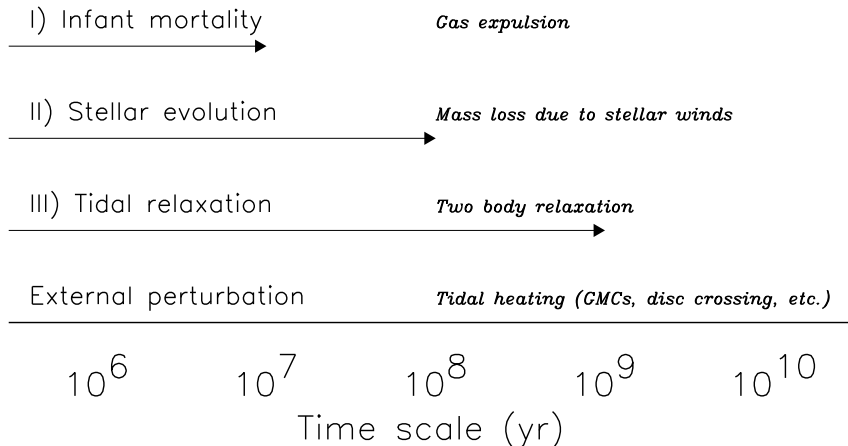 I) Infant mortality Gas expulsion
II) Stellar evolution Mass loss due to stellar winds
III) Tidal relaxation Two body relaxation
External perturbation Tidal heating (GMCs, disc crossing, etc.)
10^6 10^7 10^8 10^9 10^10
Time scale (yr)